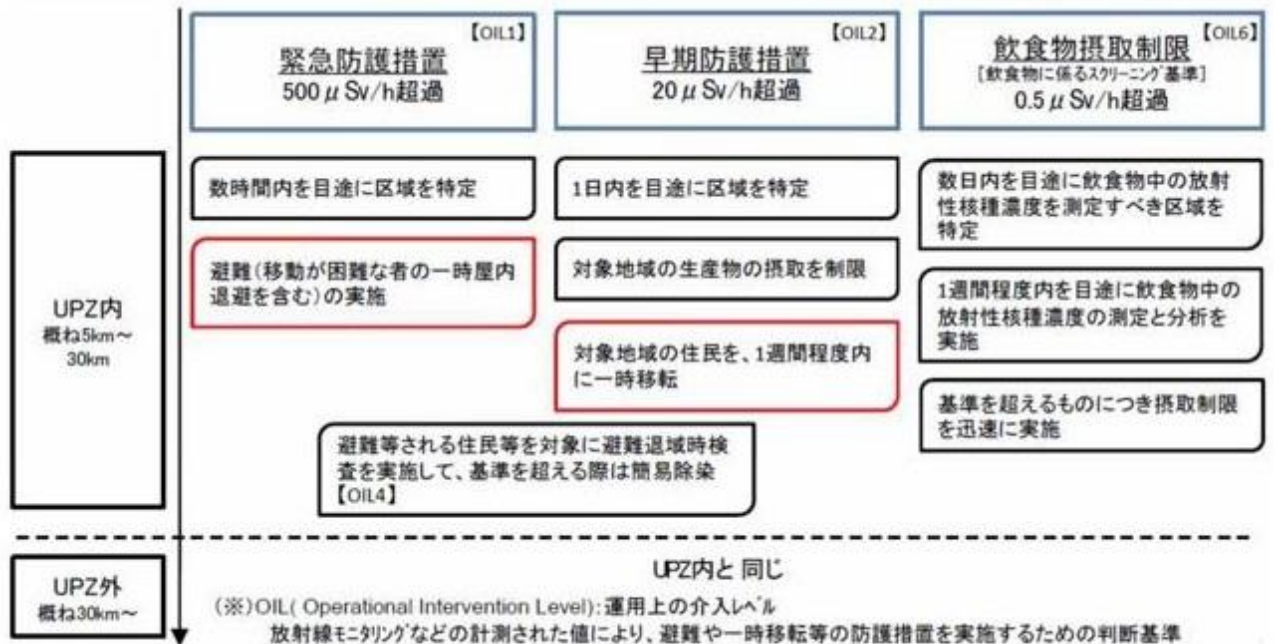 【OIL1】
緊急防護措置
500μSv/h超過
【OIL2】
早期防護措置
20μSv/h超過
【OIL6】
飲食物摂取制限
[飲食物に係るスクリーニング基準]
0.5μSv/h超過
UPZ内
概ね5km～
30km
数時間内を目途に区域を特定
避難(移動が困難な者の一時屋内
退避を含む)の実施
1日内を目途に区域を特定
対象地域の生産物の摂取を制限
対象地域の住民を、1週間程度内
に一時移転
数日内を目途に飲食物中の放射
性核種濃度を測定すべき区域を
特定
1週間程度内を目途に飲食物中の
放射性核種濃度の測定と分析を
実施
基準を超えるものにつき摂取制限
を迅速に実施
避難等される住民等を対象に避難退域時検
査を実施して、基準を超える際は簡易除染
【OIL4】
UPZ外
概ね30km～
UPZ内と同じ
(※)OIL( Operational Intervention Level):運用上の介入レベル
放射線モニタリングなどの計測された値により、避難や一時移転等の防護措置を実施するための判断基準